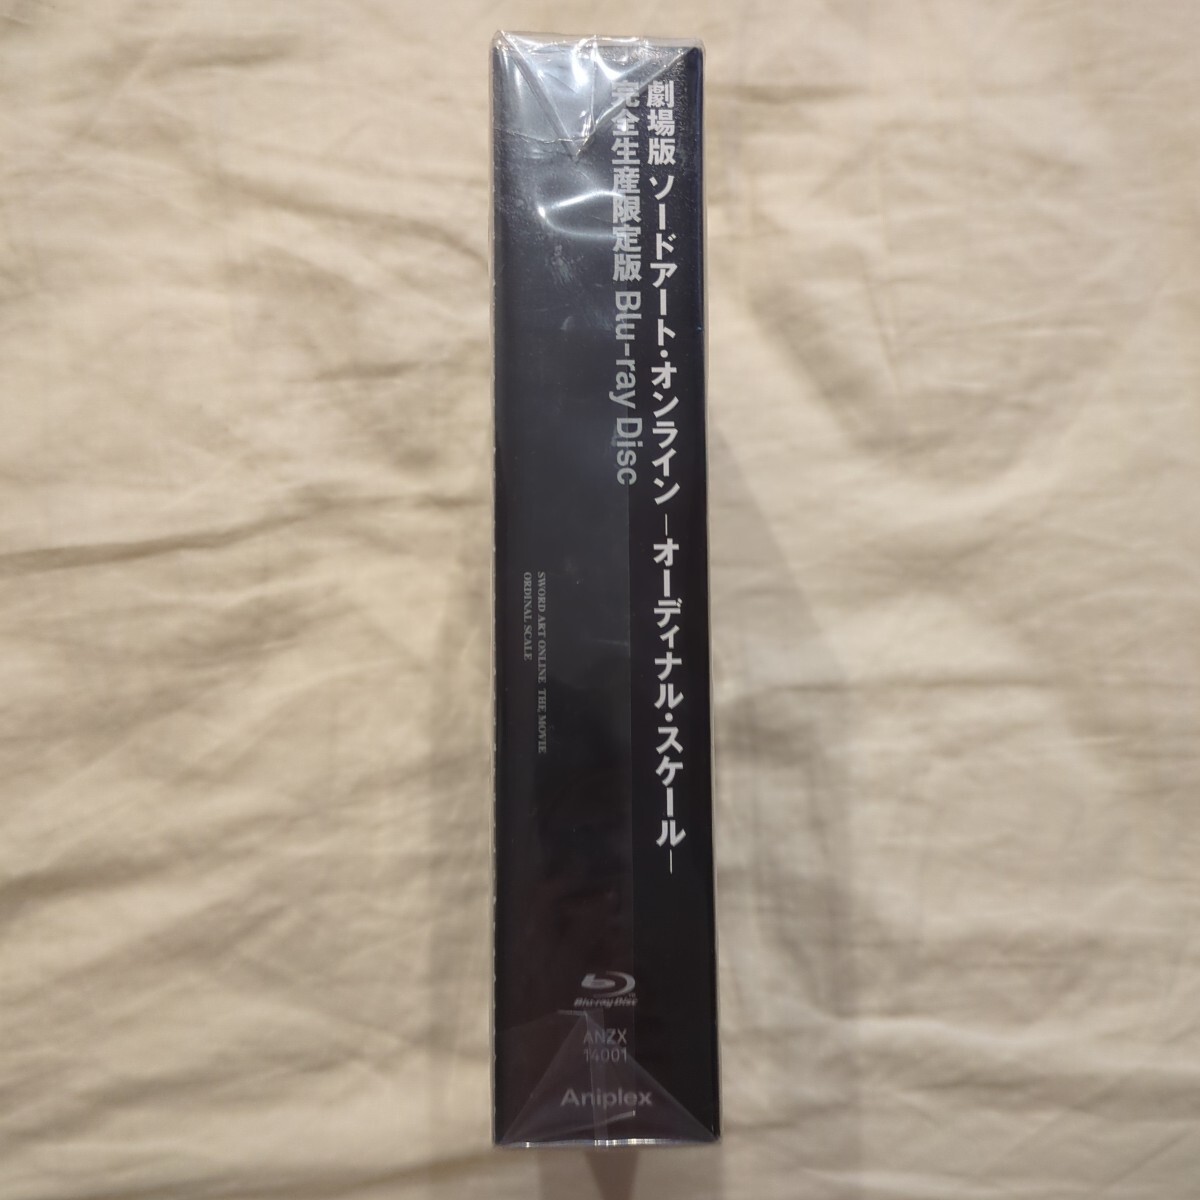 劇場版 ソードアート・オンライン ―オーディナル・スケール―
完全生産限定版 Blu-ray Disc
SWORD ART ONLINE THE MOVIE
ORDINAL SCALE
Blu-ray Disc
ANZX
14001
Aniplex